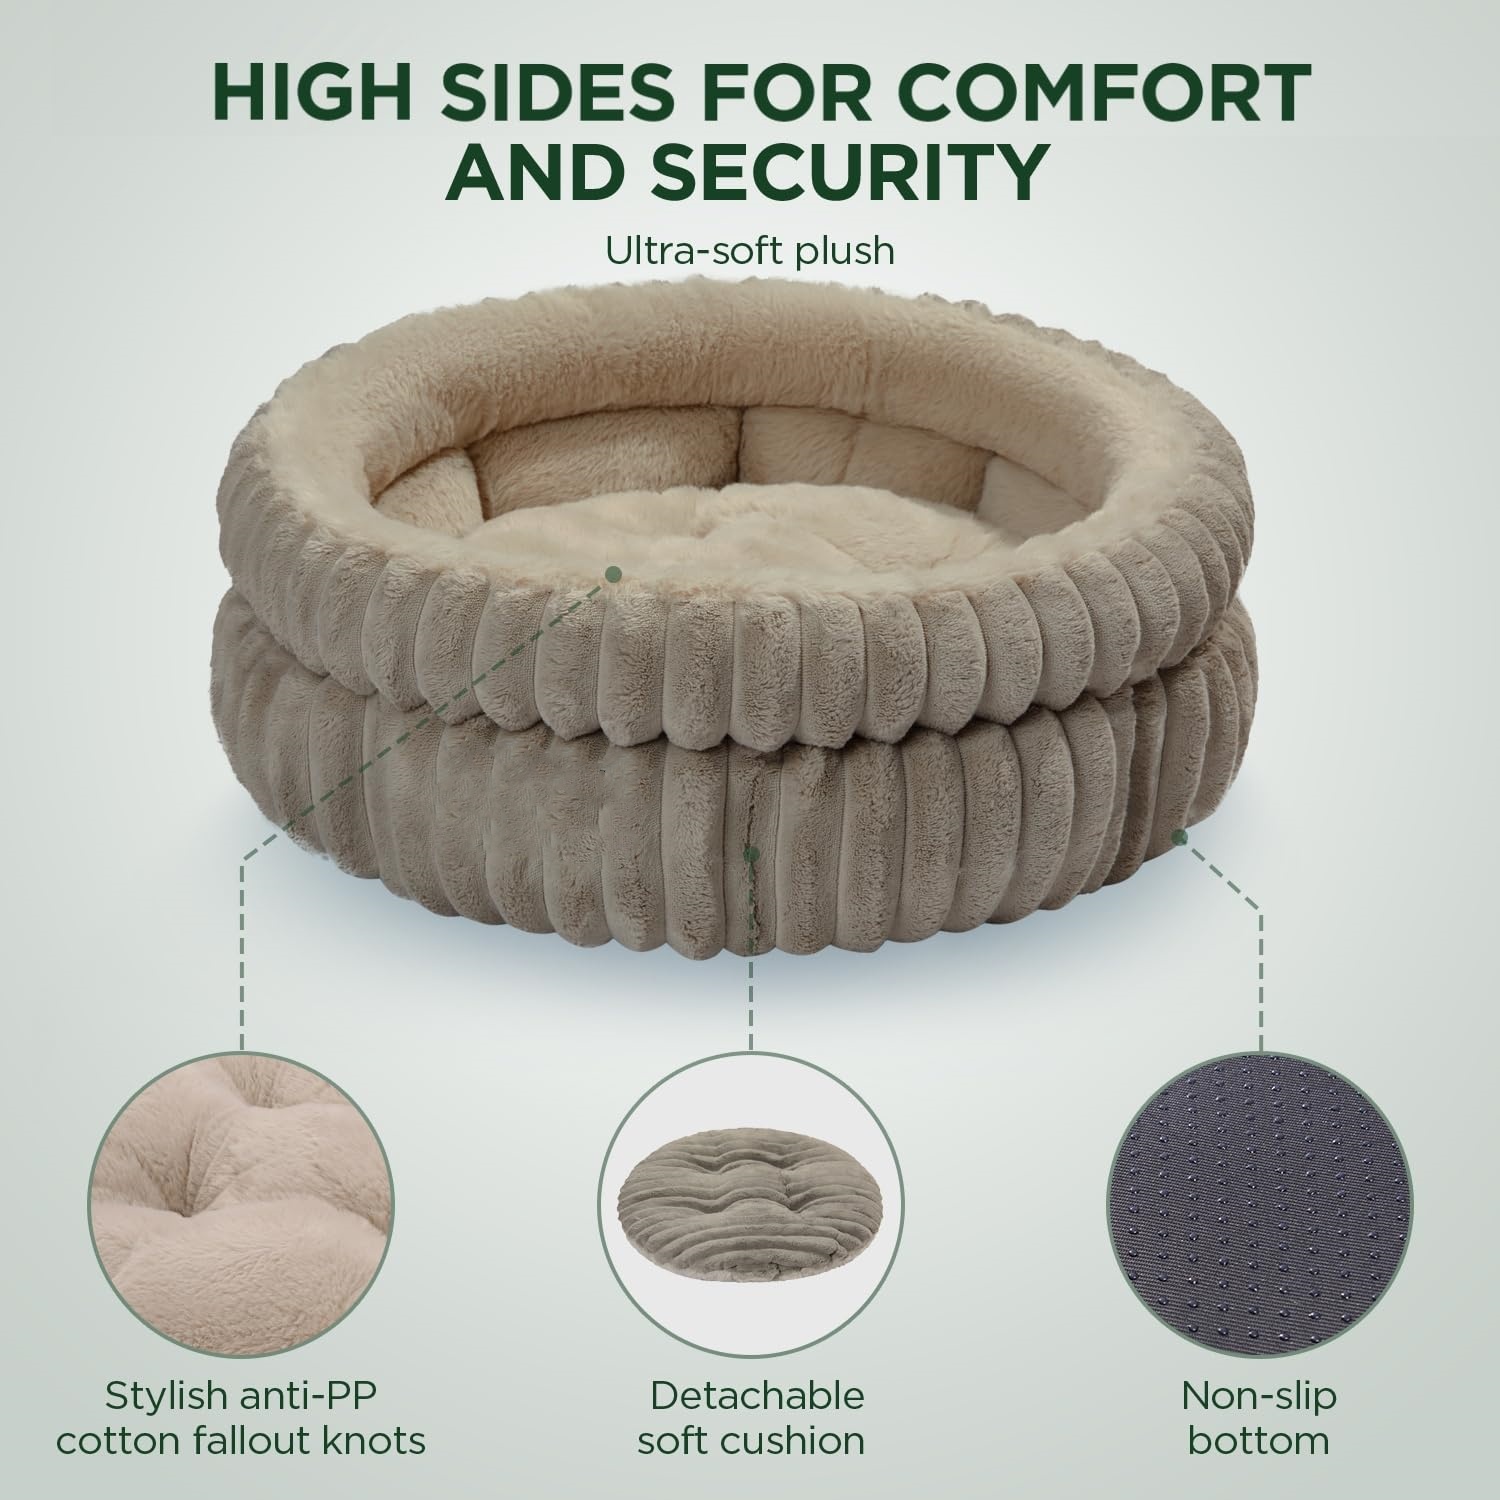 HIGH SIDES FOR COMFORT
AND SECURITY
Ultra-soft plush
Stylish anti-PP
cotton fallout knots
Detachable
soft cushion
Non-slip
bottom